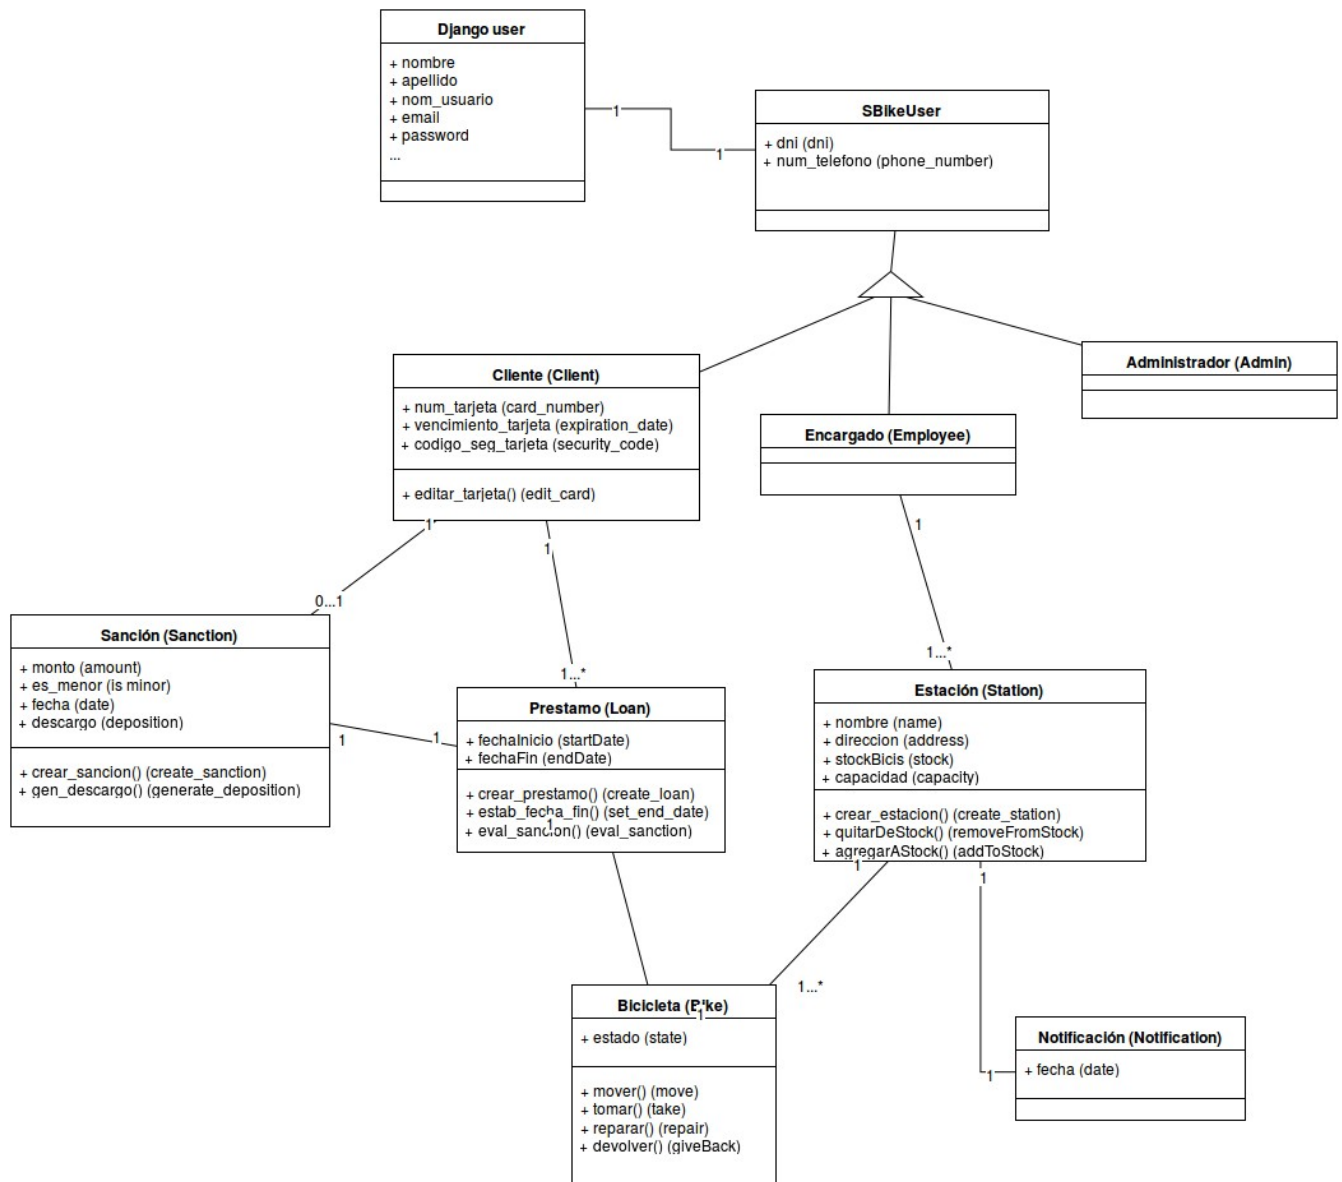 Django user
+ nombre
+ apellido
+ nom_usuario
+ email
+ password
...
1
1
SBikeUser
+ dni (dni)
+ num_telefono (phone_number)
Cliente (Client)
+ num_tarjeta (card_number)
+ vencimiento_tarjeta (expiration_date)
+ codigo_seg_tarjeta (security_code)
+ editar_tarjeta() (edit_card)
Encargado (Employee)
Administrador (Admin)
1
0...1
1
1...*
1
1...*
Sanción (Sanction)
+ monto (amount)
+ es_menor (is minor)
+ fecha (date)
+ descargo (deposition)
+ crear_sancion() (create_sanction)
+ gen_descargo() (generate_deposition)
1
1
Prestamo (Loan)
+ fechaInicio (startDate)
+ fechaFin (endDate)
+ crear_prestamo() (create_loan)
+ estab_fecha_fin() (set_end_date)
1
+ eval_sancion() (eval_sanction)
Estación (Station)
+ nombre (name)
+ direccion (address)
+ stockBicis (stock)
+ capacidad (capacity)
+ crear_estacion() (create_station)
+ quitarDeStock() (removeFromStock)
+ agregarAStock() (addToStock)
1
1
1...*
Bicicleta (Bike)
1
+ estado (state)
+ mover() (move)
+ tomar() (take)
+ reparar() (repair)
+ devolver() (giveBack)
1
Notificación (Notification)
+ fecha (date)